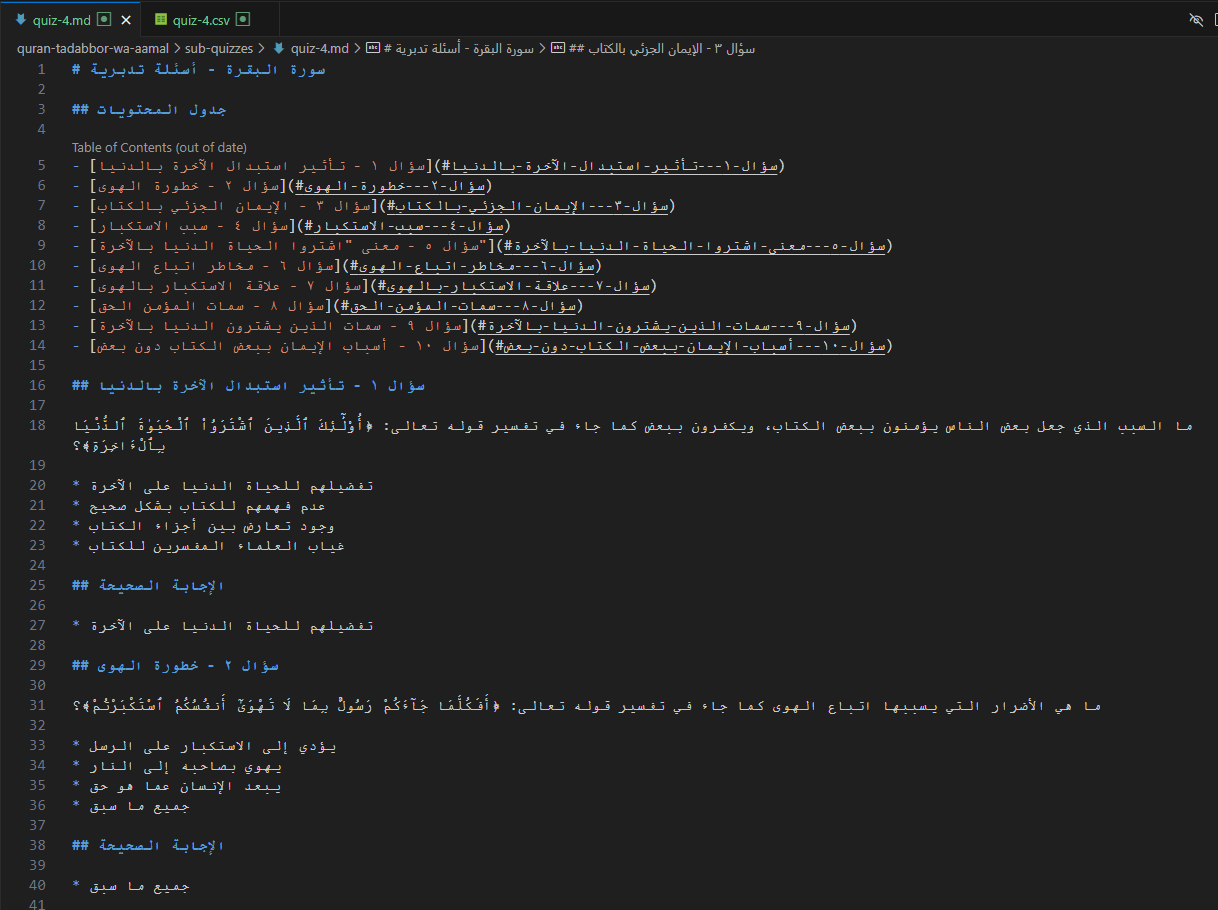 quiz-4.md
quiz-4.csv
quran-tadabbor-wa-aamal > sub-quizzes > quiz-4.md > # سورة البقرة - أسئلة تدبرية > ## سؤال ٣ - الإيمان الجزئي بالكتاب
1 # سورة البقرة - أسئلة تدبرية
2
3 ## جدول المحتويات
4
Table of Contents (out of date)
5 - [سؤال ١ - تأثير استبدال الآخرة بالدنيا](#سؤال-١---تأثير-استبدال-الآخرة-بالدنيا)
6 - [سؤال ٢ - خطورة الهوى](#سؤال-٢---خطورة-الهوى)
7 - [سؤال ٣ - الإيمان الجزئي بالكتاب](#سؤال-٣---الإيمان-الجزئي-بالكتاب)
8 - [سؤال ٤ - سبب الاستكبار](#سؤال-٤---سبب-الاستكبار)
9 - [سؤال ٥ - معنى "اشتروا الحياة الدنيا بالآخرة"](#سؤال-٥---معنى-اشتروا-الحياة-الدنيا-بالآخرة)
10 - [سؤال ٦ - مخاطر اتباع الهوى](#سؤال-٦---مخاطر-اتباع-الهوى)
11 - [سؤال ٧ - علاقة الاستكبار بالهوى](#سؤال-٧---علاقة-الاستكبار-بالهوى)
12 - [سؤال ٨ - سمات المؤمن الحق](#سؤال-٨---سمات-المؤمن-الحق)
13 - [سؤال ٩ - سمات الذين يشترون الدنيا بالآخرة](#سؤال-٩---سمات-الذين-يشترون-الدنيا-بالآخرة)
14 - [سؤال ١٠ - أسباب الإيمان ببعض الكتاب دون بعض](#سؤال-١٠---أسباب-الإيمان-ببعض-الكتاب-دون-بعض)
15
16 ## سؤال ١ - تأثير استبدال الآخرة بالدنيا
17
18 ما السبب الذي جعل بعض الناس يؤمنون ببعض الكتاب، ويكفرون ببعض كما جاء في تفسير قوله تعالى: ﴿أُوْلَٰٓئِكَ ٱلَّذِينَ ٱشْتَرَوُاْ ٱلْحَيَوٰةَ ٱلدُّنْيَا
بِٱلْءَاخِرَةِ﴾؟
19
20 * تفضيلهم للحياة الدنيا على الآخرة
21 * عدم فهمهم للكتاب بشكل صحيح
22 * وجود تعارض بين أجزاء الكتاب
23 * غياب العلماء المفسرين للكتاب
24
25 ## الإجابة الصحيحة
26
27 * تفضيلهم للحياة الدنيا على الآخرة
28
29 ## سؤال ٢ - خطورة الهوى
30
31 ما هي الأضرار التي يسببها اتباع الهوى كما جاء في تفسير قوله تعالى: ﴿أَفَكُلَّمَا جَآءَكُمْ رَسُولٌۢ بِمَا لَا تَهْوَىٰٓ أَنفُسُكُمُ ٱسْتَكْبَرْتُمْ﴾؟
32
33 * يؤدي إلى الاستكبار على الرسل
34 * يهوي بصاحبه إلى النار
35 * يبعد الإنسان عما هو حق
36 * جميع ما سبق
37
38 ## الإجابة الصحيحة
39
40 * جميع ما سبق
41